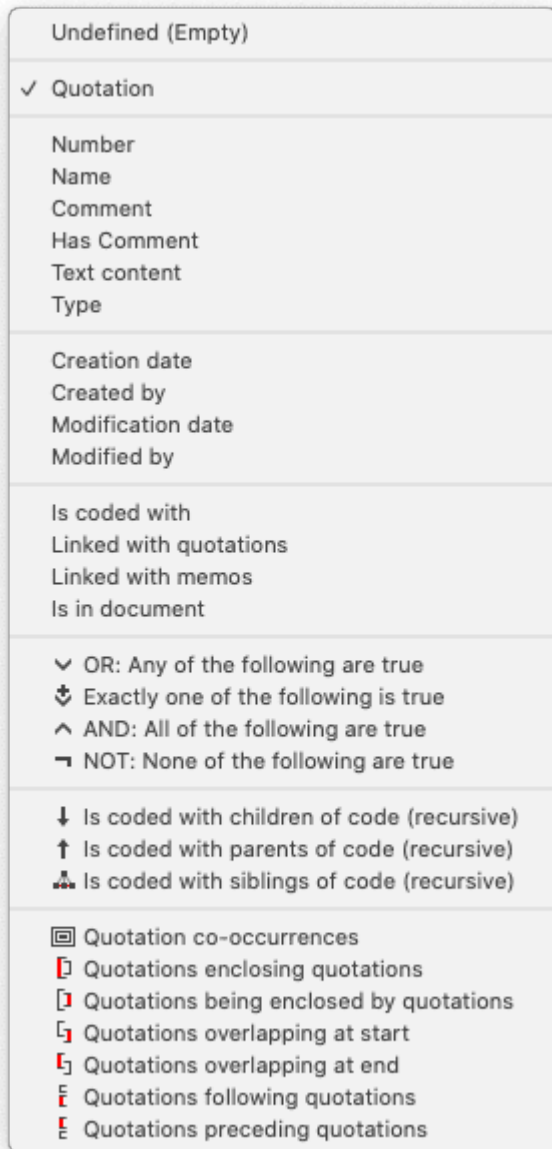 Undefined (Empty)
✓ Quotation
Number
Name
Comment
Has Comment
Text content
Type
Creation date
Created by
Modification date
Modified by
Is coded with
Linked with quotations
Linked with memos
Is in document
OR: Any of the following are true
Exactly one of the following is true
AND: All of the following are true
NOT: None of the following are true
Is coded with children of code (recursive)
Is coded with parents of code (recursive)
Is coded with siblings of code (recursive)
Quotation co-occurrences
Quotations enclosing quotations
Quotations being enclosed by quotations
Quotations overlapping at start
Quotations overlapping at end
Quotations following quotations
Quotations preceding quotations